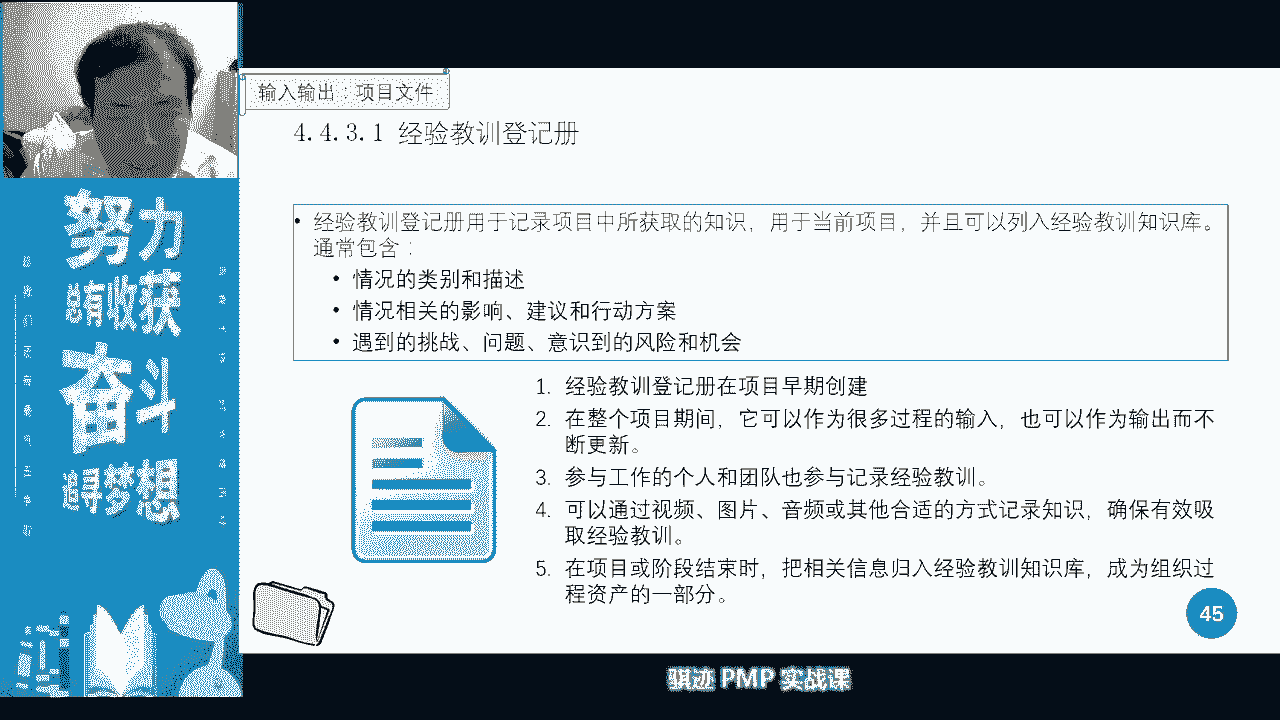 输入输出：项目文件
4.4.3.1 经验教训登记册
• 经验教训登记册用于记录项目中所获取的知识，用于当前项目，并且可以列入经验教训知识库。
通常包含：
• 情况的类别和描述
• 情况相关的影响、建议和行动方案
• 遇到的挑战、问题、意识到的风险和机会
1. 经验教训登记册在项目早期创建
2. 在整个项目期间，它可以作为很多过程的输入，也可以作为输出而不
断更新。
3. 参与工作的个人和团队也参与记录经验教训。
4. 可以通过视频、图片、音频或其他合适的方式记录知识，确保有效吸
取经验教训。
5. 在项目或阶段结束时，把相关信息归入经验教训知识库，成为组织过
程资产的一部分。
45
努力
总有收获
奋斗
追寻梦想
骐迹 PMP 实战课